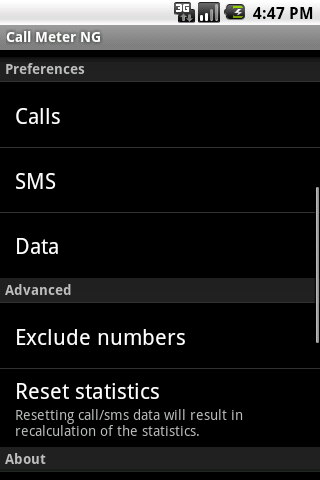 3G 4:47 PM
Call Meter NG
Preferences
Calls
SMS
Data
Advanced
Exclude numbers
Reset statistics
Resetting call/sms data will result in
recalculation of the statistics.
About